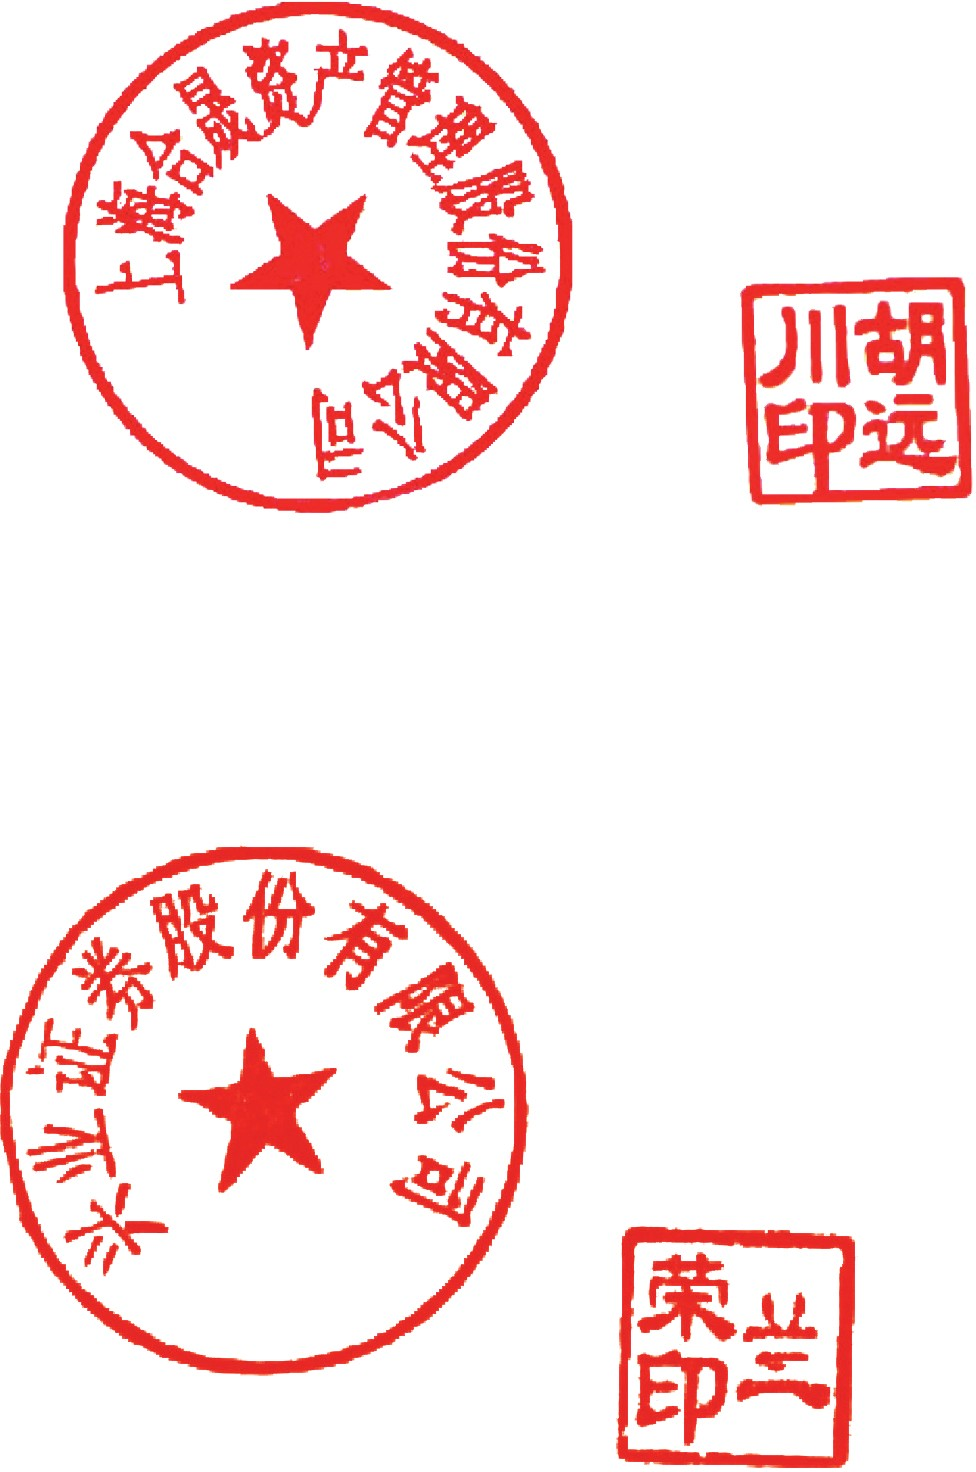 上海合晟资产管理股份有限公司
胡远川印
兴业证券股份有限公司
兰荣印